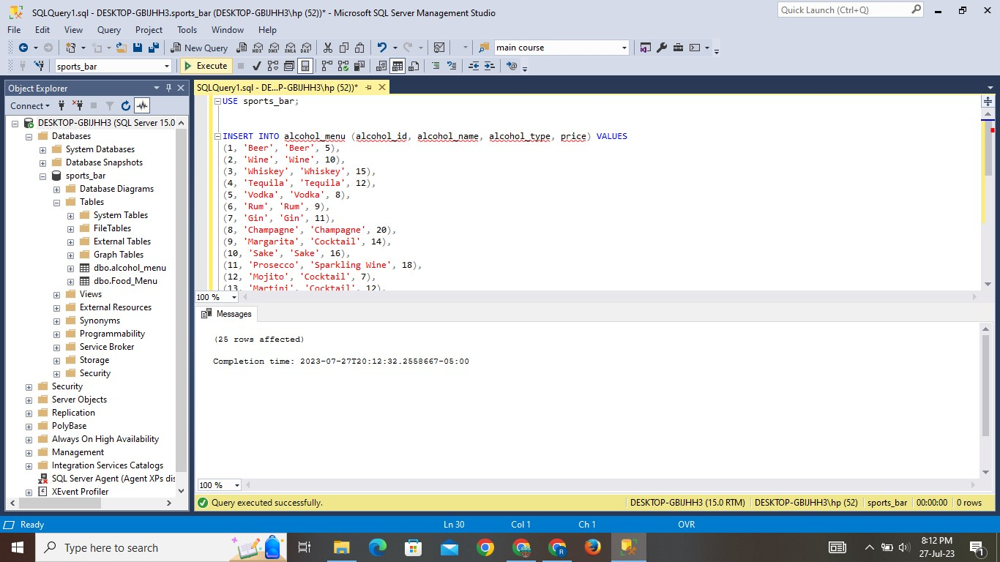 SQLQuery1.sql - DESKTOP-GBIJHH3.sports_bar (DESKTOP-GBIJHH3\hp (52))* - Microsoft SQL Server Management Studio
Quick Launch (Ctrl+Q)
File Edit View Query Project Tools Window Help
New Query
MDX DMX XMLA DAX
main course
sports_bar
Execute
Object Explorer
Connect
DESKTOP-GBIJHH3 (SQL Server 15.0
Databases
System Databases
Database Snapshots
sports_bar
Database Diagrams
Tables
System Tables
FileTables
External Tables
Graph Tables
dbo.alcohol_menu
dbo.Food_Menu
Views
External Resources
Synonyms
Programmability
Service Broker
Storage
Security
Security
Server Objects
Replication
PolyBase
Always On High Availability
Management
Integration Services Catalogs
SQL Server Agent (Agent XPs dis
XEvent Profiler
SQLQuery1.sql - DE...P-GBIJHH3\hp (52))*
USE sports_bar;
INSERT INTO alcohol_menu (alcohol_id, alcohol_name, alcohol_type, price) VALUES
(1, 'Beer', 'Beer', 5),
(2, 'Wine', 'Wine', 10),
(3, 'Whiskey', 'Whiskey', 15),
(4, 'Tequila', 'Tequila', 12),
(5, 'Vodka', 'Vodka', 8),
(6, 'Rum', 'Rum', 9),
(7, 'Gin', 'Gin', 11),
(8, 'Champagne', 'Champagne', 20),
(9, 'Margarita', 'Cocktail', 14),
(10, 'Sake', 'Sake', 16),
(11, 'Prosecco', 'Sparkling Wine', 18),
(12, 'Mojito', 'Cocktail', 7),
(13, 'Martini', 'Cocktail', 12),
100 %
Messages
(25 rows affected)
Completion time: 2023-07-27T20:12:32.2558667-05:00
100 %
Query executed successfully.
DESKTOP-GBIJHH3 (15.0 RTM) DESKTOP-GBIJHH3\hp (52) sports_bar 00:00:00 0 rows
Ready Ln 30 Col 1 Ch 1 OVR
Type here to search
R
8:12 PM
27-Jul-23
1